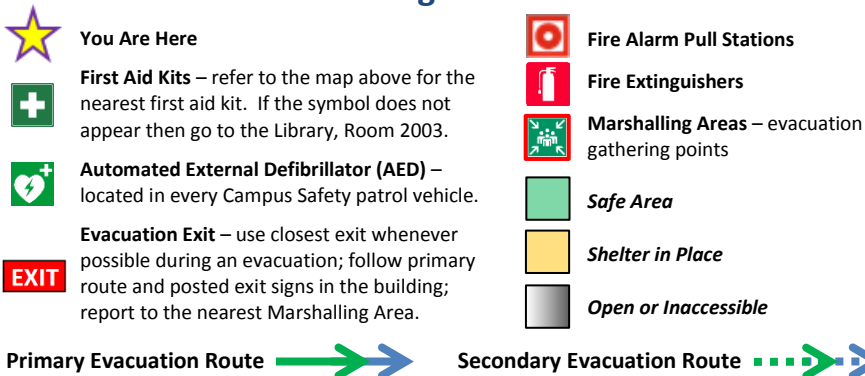 You Are Here
First Aid Kits – refer to the map above for the
nearest first aid kit.  If the symbol does not
appear then go to the Library, Room 2003.
Automated External Defibrillator (AED) –
located in every Campus Safety patrol vehicle.
Evacuation Exit – use closest exit whenever
possible during an evacuation; follow primary
route and posted exit signs in the building;
report to the nearest Marshalling Area.
EXIT
Fire Alarm Pull Stations
Fire Extinguishers
Marshalling Areas – evacuation
gathering points
Safe Area
Shelter in Place
Open or Inaccessible
Primary Evacuation Route
Secondary Evacuation Route